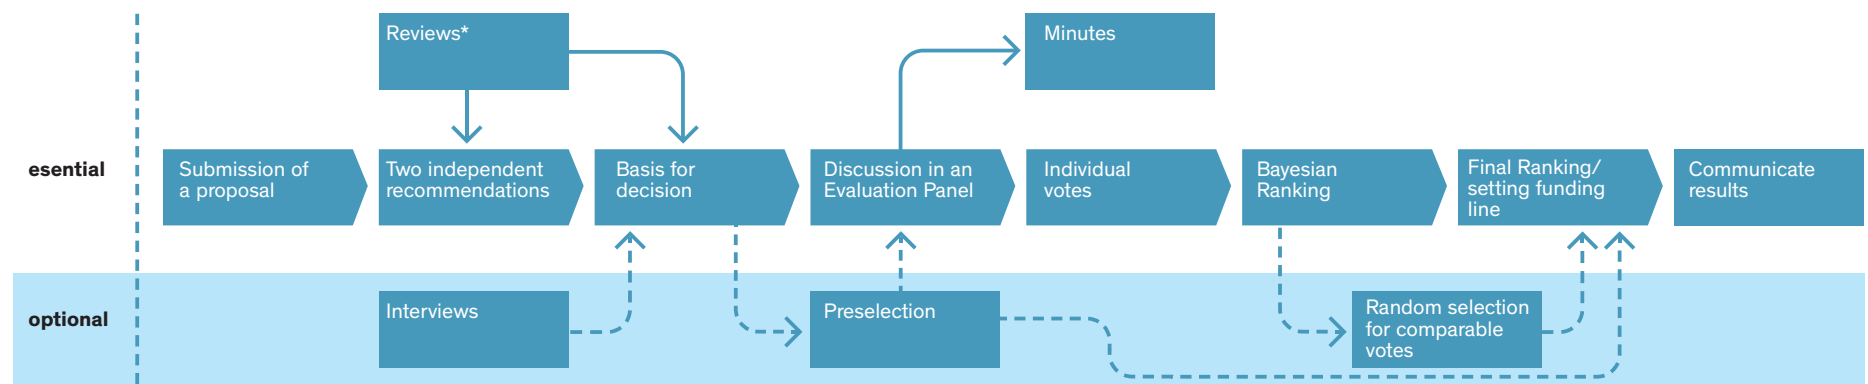 Reviews*
Minutes
esential
Submission of
a proposal
Two independent
recommendations
Basis for
decision
Discussion in an
Evaluation Panel
Individual
votes
Bayesian
Ranking
Final Ranking/
setting funding
line
Communicate
results
optional
Interviews
Preselection
Random selection
for comparable
votes